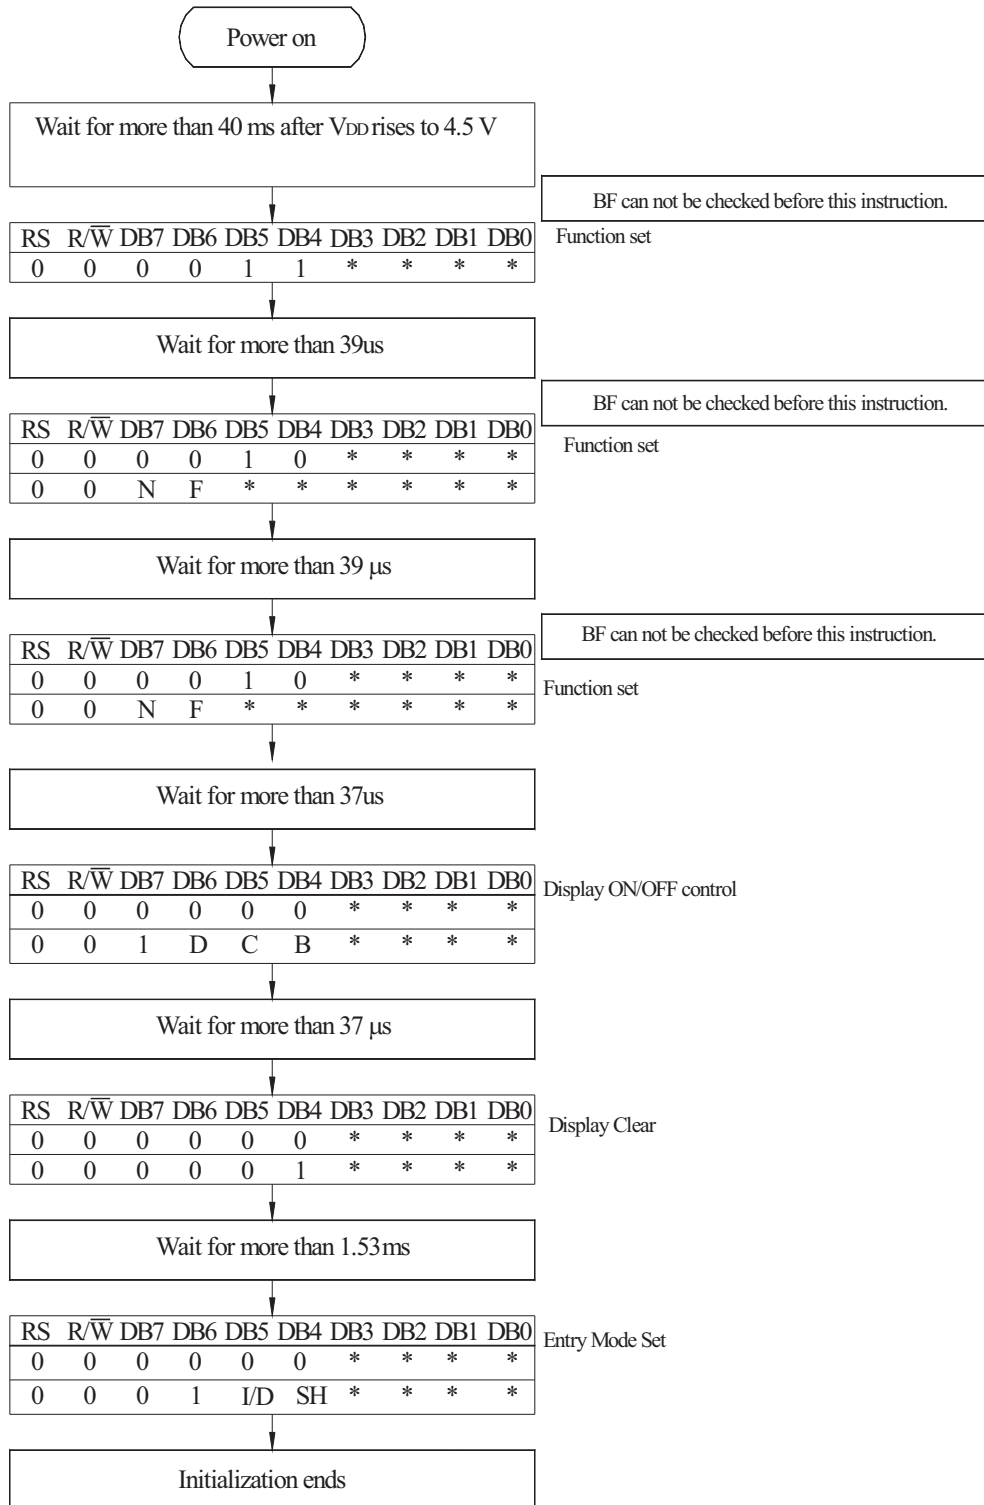 Power on
Wait for more than 40 ms after VDD rises to 4.5 V
BF can not be checked before this instruction.
RS R/W̅ DB7 DB6 DB5 DB4 DB3 DB2 DB1 DB0
Function set
0 0 0 0 1 1 * * * *
Wait for more than 39us
BF can not be checked before this instruction.
RS R/W̅ DB7 DB6 DB5 DB4 DB3 DB2 DB1 DB0
Function set
0 0 0 0 1 0 * * * *
0 0 N F * * * * * *
Wait for more than 39 μs
BF can not be checked before this instruction.
RS R/W̅ DB7 DB6 DB5 DB4 DB3 DB2 DB1 DB0
0 0 0 0 1 0 * * * *
Function set
0 0 N F * * * * * *
Wait for more than 37us
RS R/W̅ DB7 DB6 DB5 DB4 DB3 DB2 DB1 DB0
Display ON/OFF control
0 0 0 0 0 0 * * * *
0 0 1 D C B * * * *
Wait for more than 37 μs
RS R/W̅ DB7 DB6 DB5 DB4 DB3 DB2 DB1 DB0
Display Clear
0 0 0 0 0 0 * * * *
0 0 0 0 0 1 * * * *
Wait for more than 1.53ms
RS R/W̅ DB7 DB6 DB5 DB4 DB3 DB2 DB1 DB0
Entry Mode Set
0 0 0 0 0 0 * * * *
0 0 0 1 I/D SH * * * *
Initialization ends